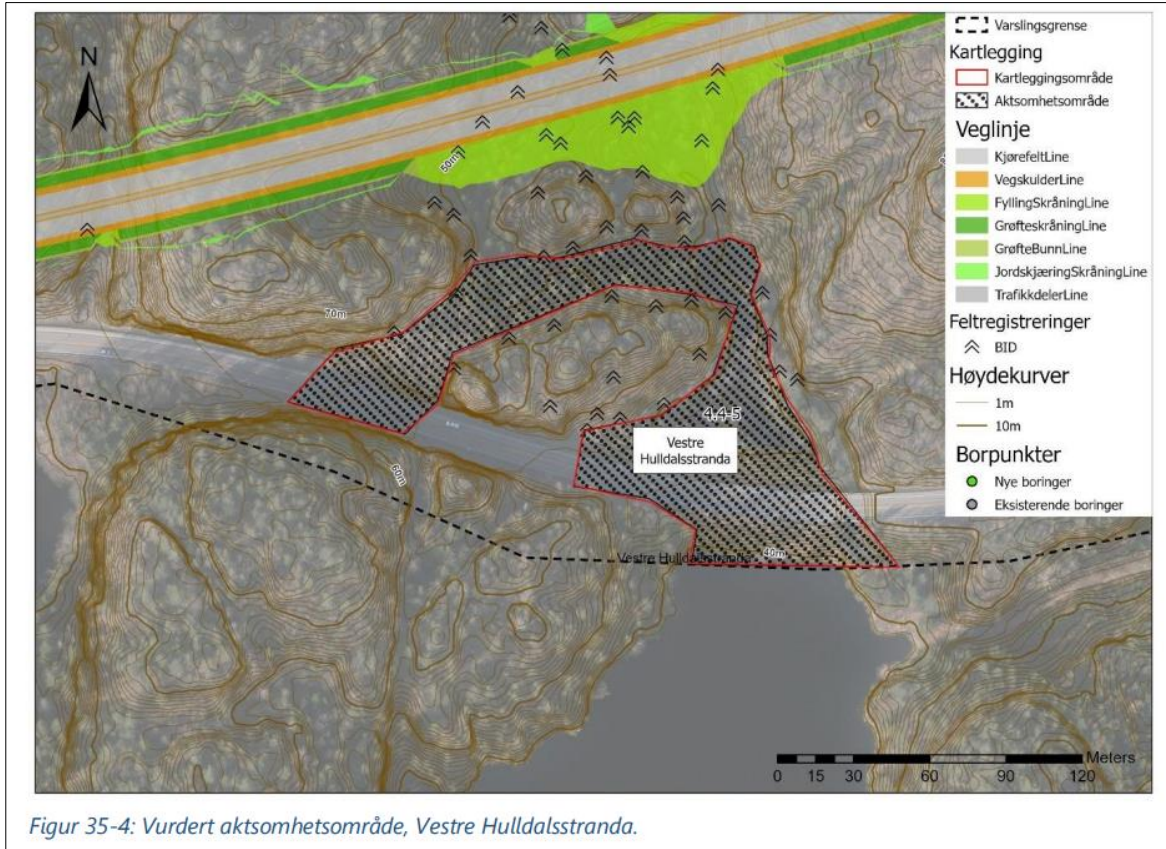 N
50m
70m
60m
4.4-5
Vestre
Hulldalsstranda
Vestre Hulldalsstranda
40m
Varslingsgrense
Kartlegging
Kartleggingsområde
Aktsomhetsområde
Veglinje
KjørefeltLine
VegskulderLine
FyllingSkråningLine
GrøfteskråningLine
GrøfteBunnLine
JordskjæringSkråningLine
TrafikkdelerLine
Feltregistreringer
BID
Høydekurver
1m
10m
Borpunkter
Nye boringer
Eksisterende boringer
Meters
0 15 30 60 90 120
Figur 35-4: Vurdert aktsomhetsområde, Vestre Hulldalsstranda.